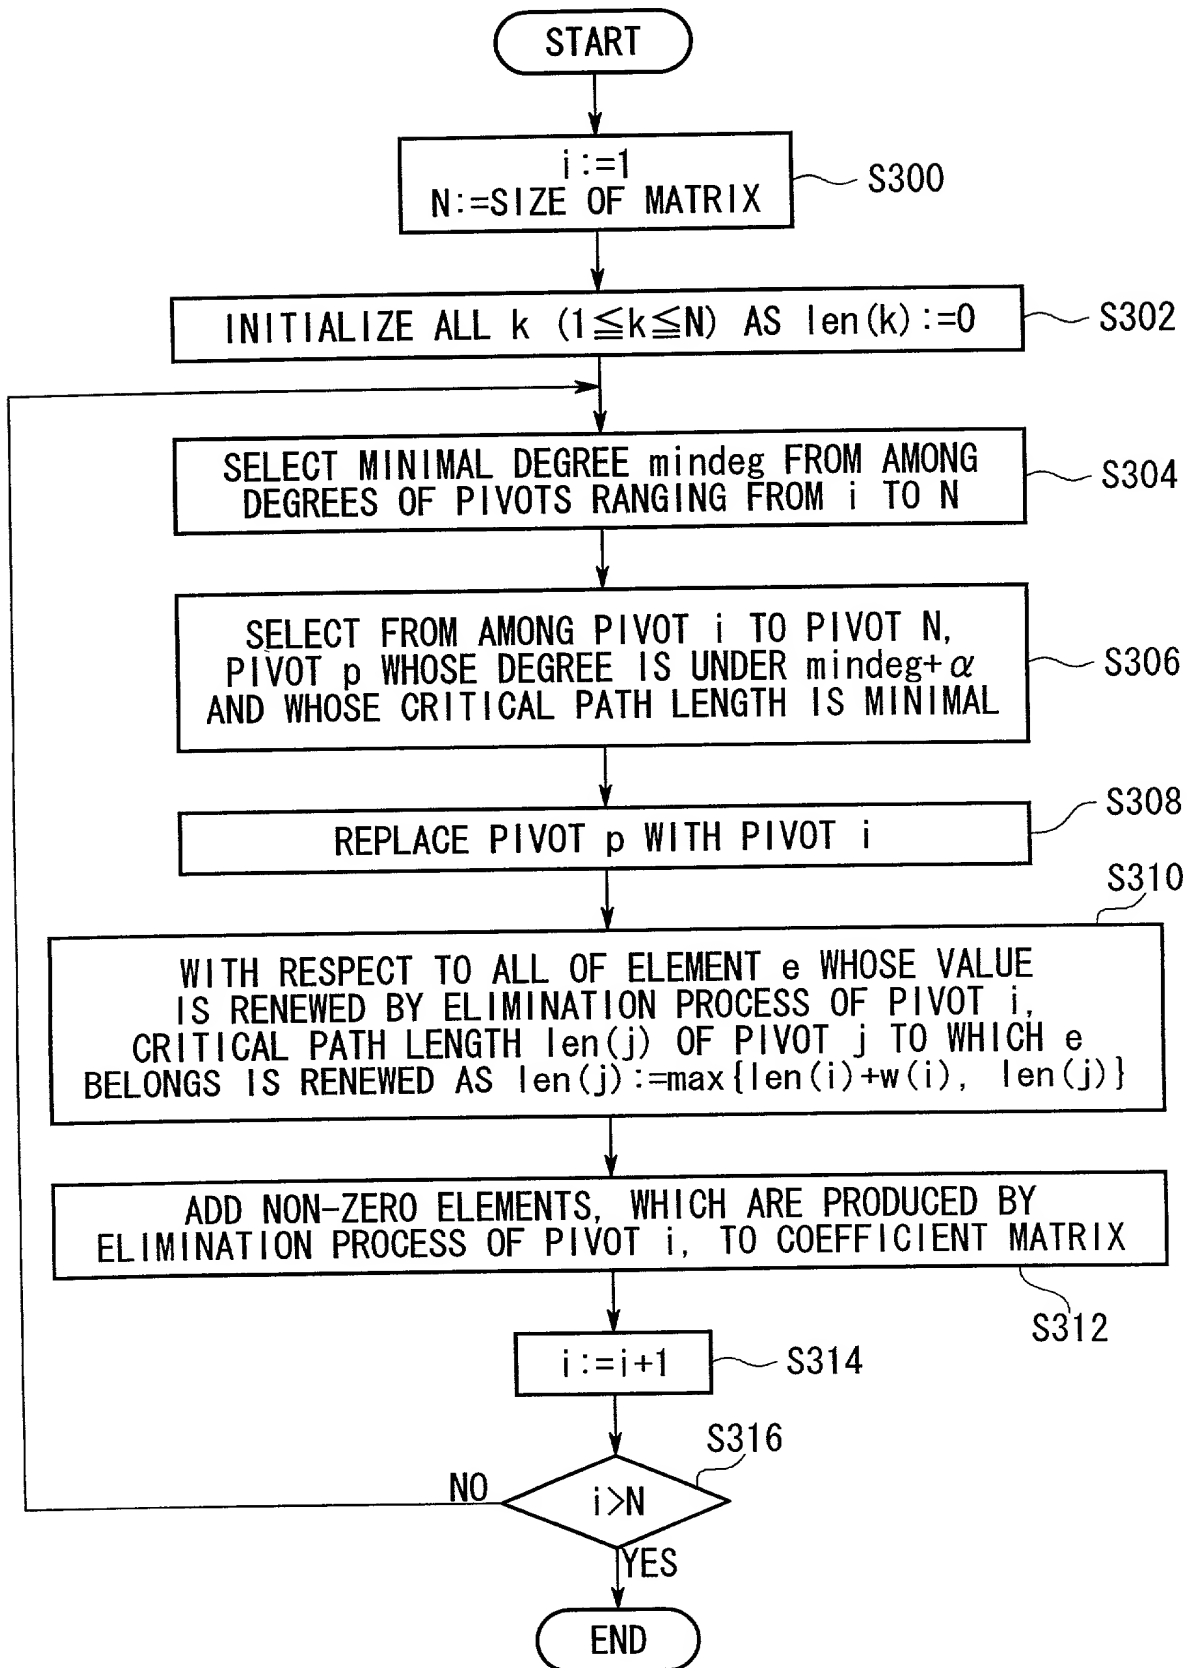 START
i:=1
N:=SIZE OF MATRIX
S300
INITIALIZE ALL k (1≦k≦N) AS len(k):=0
S302
SELECT MINIMAL DEGREE mindeg FROM AMONG
DEGREES OF PIVOTS RANGING FROM i TO N
S304
SELECT FROM AMONG PIVOT i TO PIVOT N,
PIVOT p WHOSE DEGREE IS UNDER mindeg+α
AND WHOSE CRITICAL PATH LENGTH IS MINIMAL
S306
REPLACE PIVOT p WITH PIVOT i
S308
S310
WITH RESPECT TO ALL OF ELEMENT e WHOSE VALUE
IS RENEWED BY ELIMINATION PROCESS OF PIVOT i,
CRITICAL PATH LENGTH len(j) OF PIVOT j TO WHICH e
BELONGS IS RENEWED AS len(j):=max{len(i)+w(i), len(j)}
ADD NON-ZERO ELEMENTS, WHICH ARE PRODUCED BY
ELIMINATION PROCESS OF PIVOT i, TO COEFFICIENT MATRIX
S312
i:=i+1
S314
S316
NO
i>N
YES
END